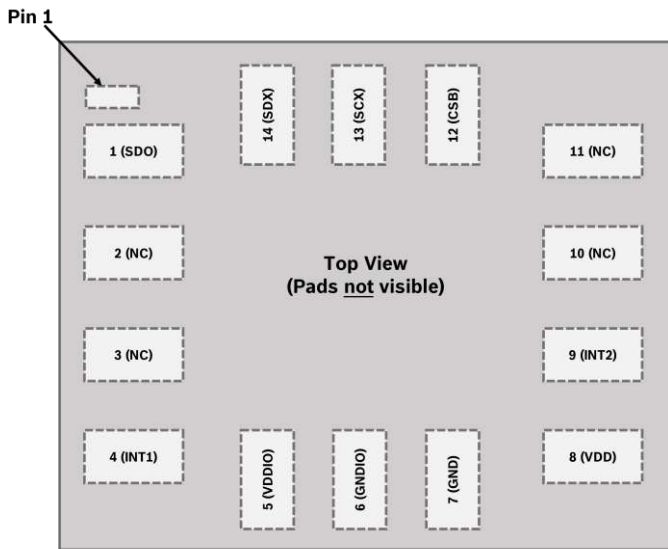 Pin 1
14 (SDX)
13 (SCX)
12 (CSB)
1 (SDO)
11 (NC)
2 (NC)
10 (NC)
Top View
(Pads not visible)
3 (NC)
9 (INT2)
4 (INT1)
5 (VDDIO)
6 (GNDIO)
7 (GND)
8 (VDD)